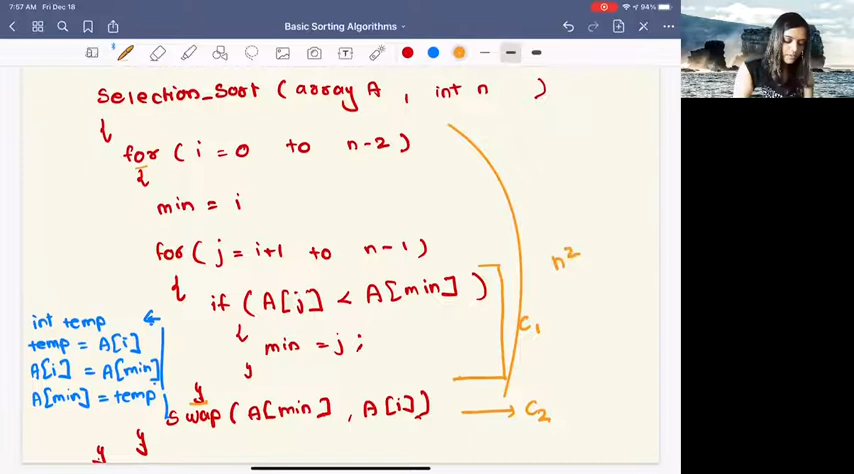 7:57 AM Fri Dec 18
94%
Basic Sorting Algorithms
Selection_Sort ( array A , int n )
{
for ( i = 0 to n-2 )
{
min = i
for ( j = i+1 to n-1 )
{
if ( A[j] < A[min] )
{
min = j ;
}
}
swap ( A[min] , A[i] )
}
}
int temp
temp = A[i]
A[i] = A[min]
A[min] = temp
n²
C₁
C₂